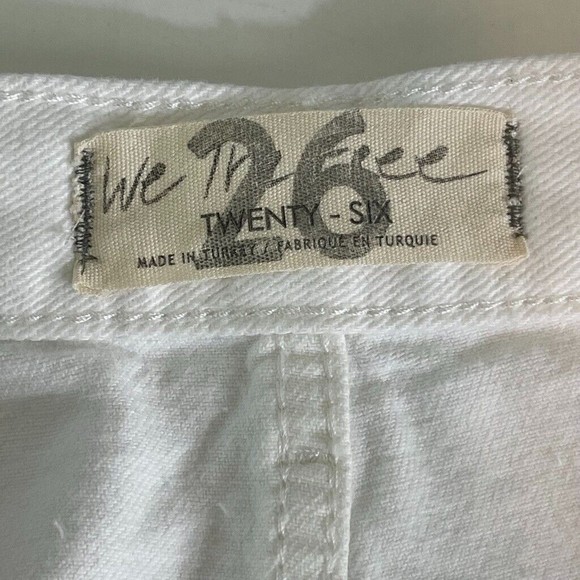 26
We The Free
TWENTY - SIX
MADE IN TURKEY / FABRIQUE EN TURQUIE